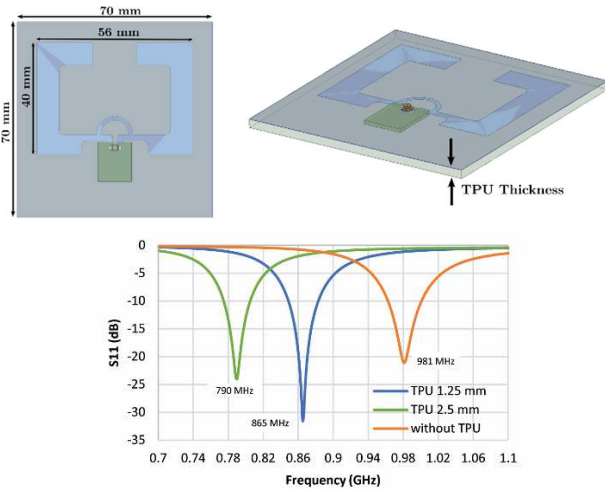 70 mm
56 mm
40 mm
70 mm
TPU Thickness
0
-5
-10
-15
-20
-25
-30
-35
S11 (dB)
790 MHz
865 MHz
981 MHz
TPU 1.25 mm
TPU 2.5 mm
without TPU
0.7 0.74 0.78 0.82 0.86 0.9 0.94 0.98 1.02 1.06 1.1
Frequency (GHz)